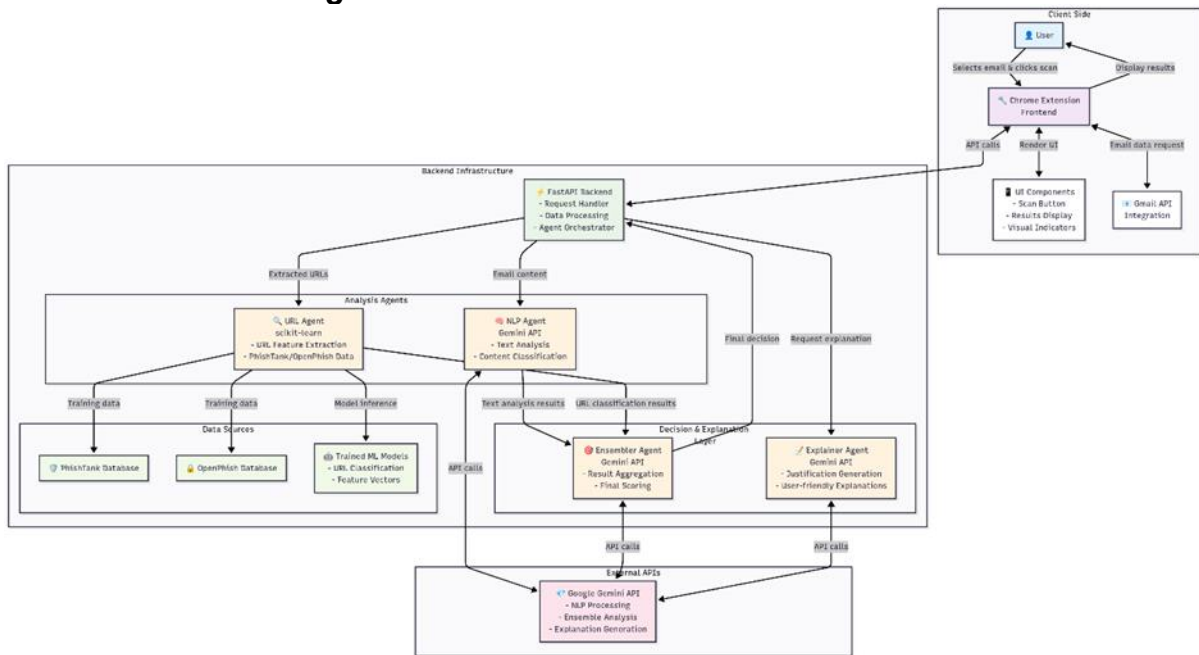 Client Side
👤 User
Selects email & clicks scan
Display results
🔧 Chrome Extension
Frontend
API calls
Render UI
Email data request
📱 UI Components
- Scan Button
- Results Display
- Visual Indicators
📧 Gmail API
Integration
Backend Infrastructure
⚡ FastAPI Backend
- Request Handler
- Data Processing
- Agent Orchestrator
Extracted URLs
Email content
Analysis Agents
🔍 URL Agent
scikit-learn
- URL Feature Extraction
- PhishTank/OpenPhish Data
🧠 NLP Agent
Gemini API
- Text Analysis
- Content Classification
Final decision
Request explanation
Training data
Training data
Model inference
Text analysis results
URL classification results
Data Sources
🛡️ PhishTank Database
🔒 OpenPhish Database
🤖 Trained ML Models
- URL Classification
- Feature Vectors
API calls
Decision & Explanation
Layer
🎯 Ensembler Agent
Gemini API
- Result Aggregation
- Final Scoring
📝 Explainer Agent
Gemini API
- Justification Generation
- User-friendly Explanations
API calls
API calls
External APIs
💎 Google Gemini API
- NLP Processing
- Ensemble Analysis
- Explanation Generation